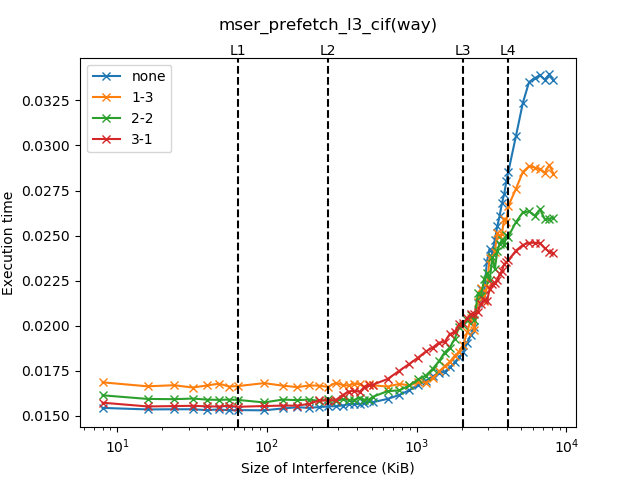 mser_prefetch_l3_cif(way)
L1 L2 L3 L4
none
1-3
2-2
3-1
0.0325
0.0300
0.0275
0.0250
0.0225
0.0200
0.0175
0.0150
Execution time
10¹ 10² 10³ 10⁴
Size of Interference (KiB)